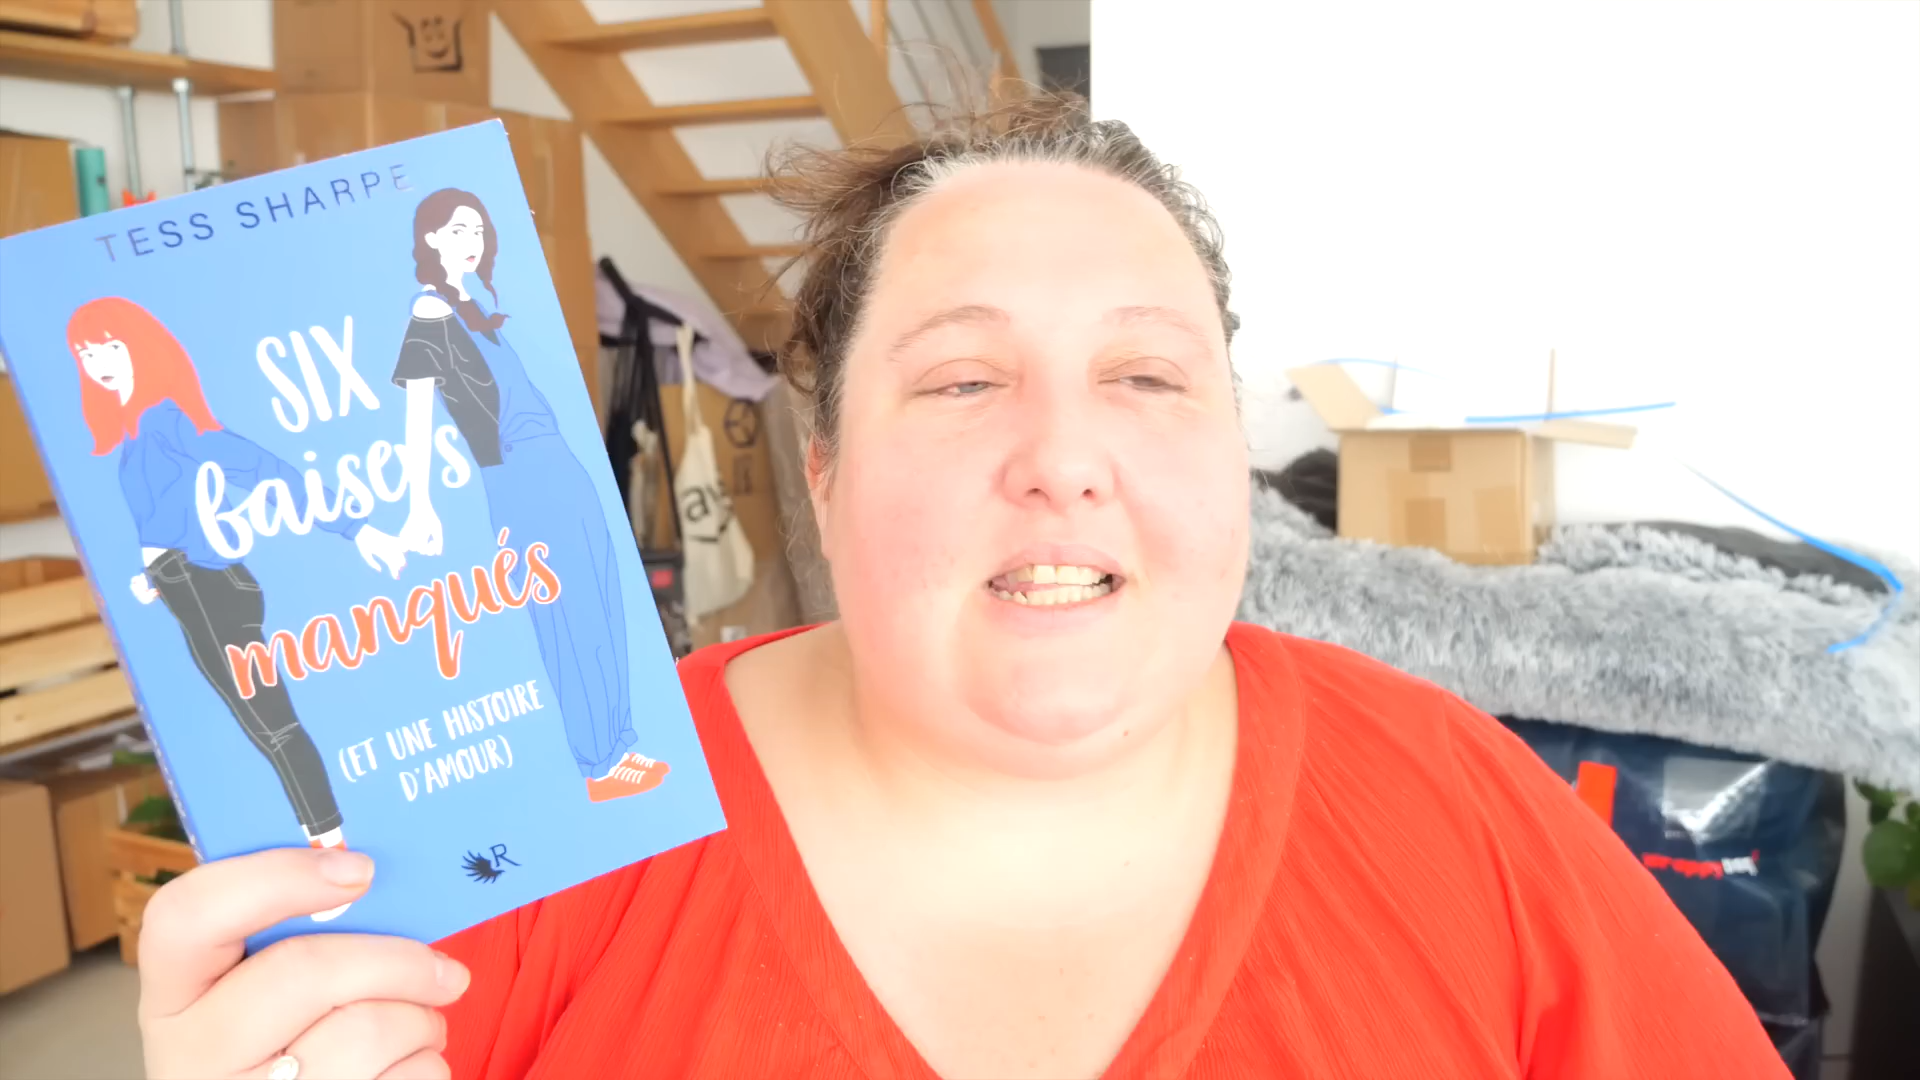 TESS SHARPE
SIX
baisers
manqués
(ET UNE HISTOIRE
D'AMOUR)
R